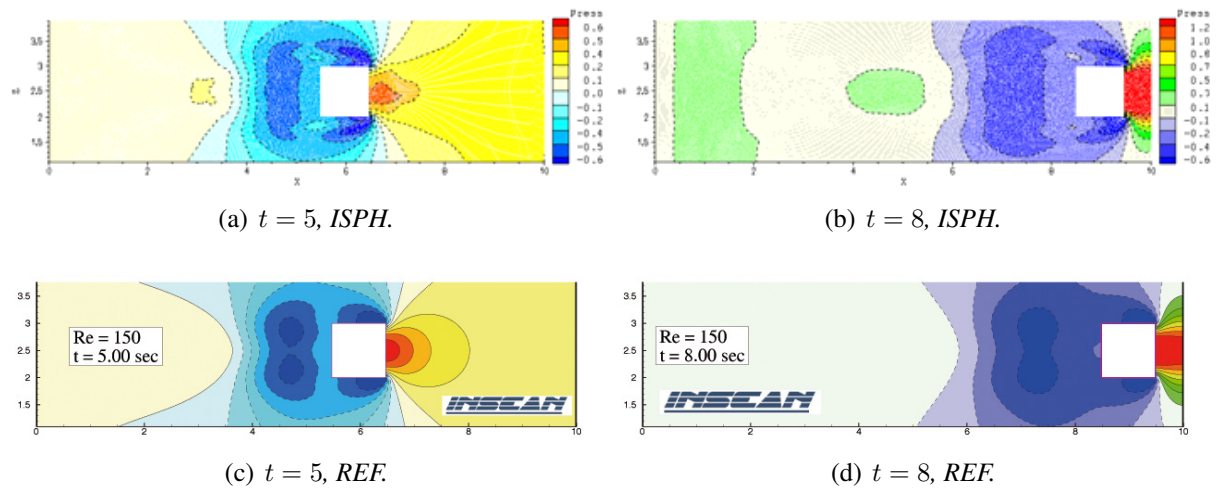 Press
0.6
0.5
0.4
0.2
0.1
0.0
-0.1
-0.2
-0.4
-0.5
-0.6
3.5
3
2.5
2
1.5
z
0 2 4 6 8 10
X
(a) t = 5, ISPH.
Press
1.2
1.0
0.8
0.7
0.5
0.3
0.1
-0.1
-0.2
-0.4
-0.6
3.5
3
2.5
2
1.5
z
0 2 4 6 8 10
X
(b) t = 8, ISPH.
3.5
3
2.5
2
1.5
Re = 150
t = 5.00 sec
INSEAN
0 2 4 6 8 10
(c) t = 5, REF.
3.5
3
2.5
2
1.5
Re = 150
t = 8.00 sec
INSEAN
0 2 4 6 8 10
(d) t = 8, REF.